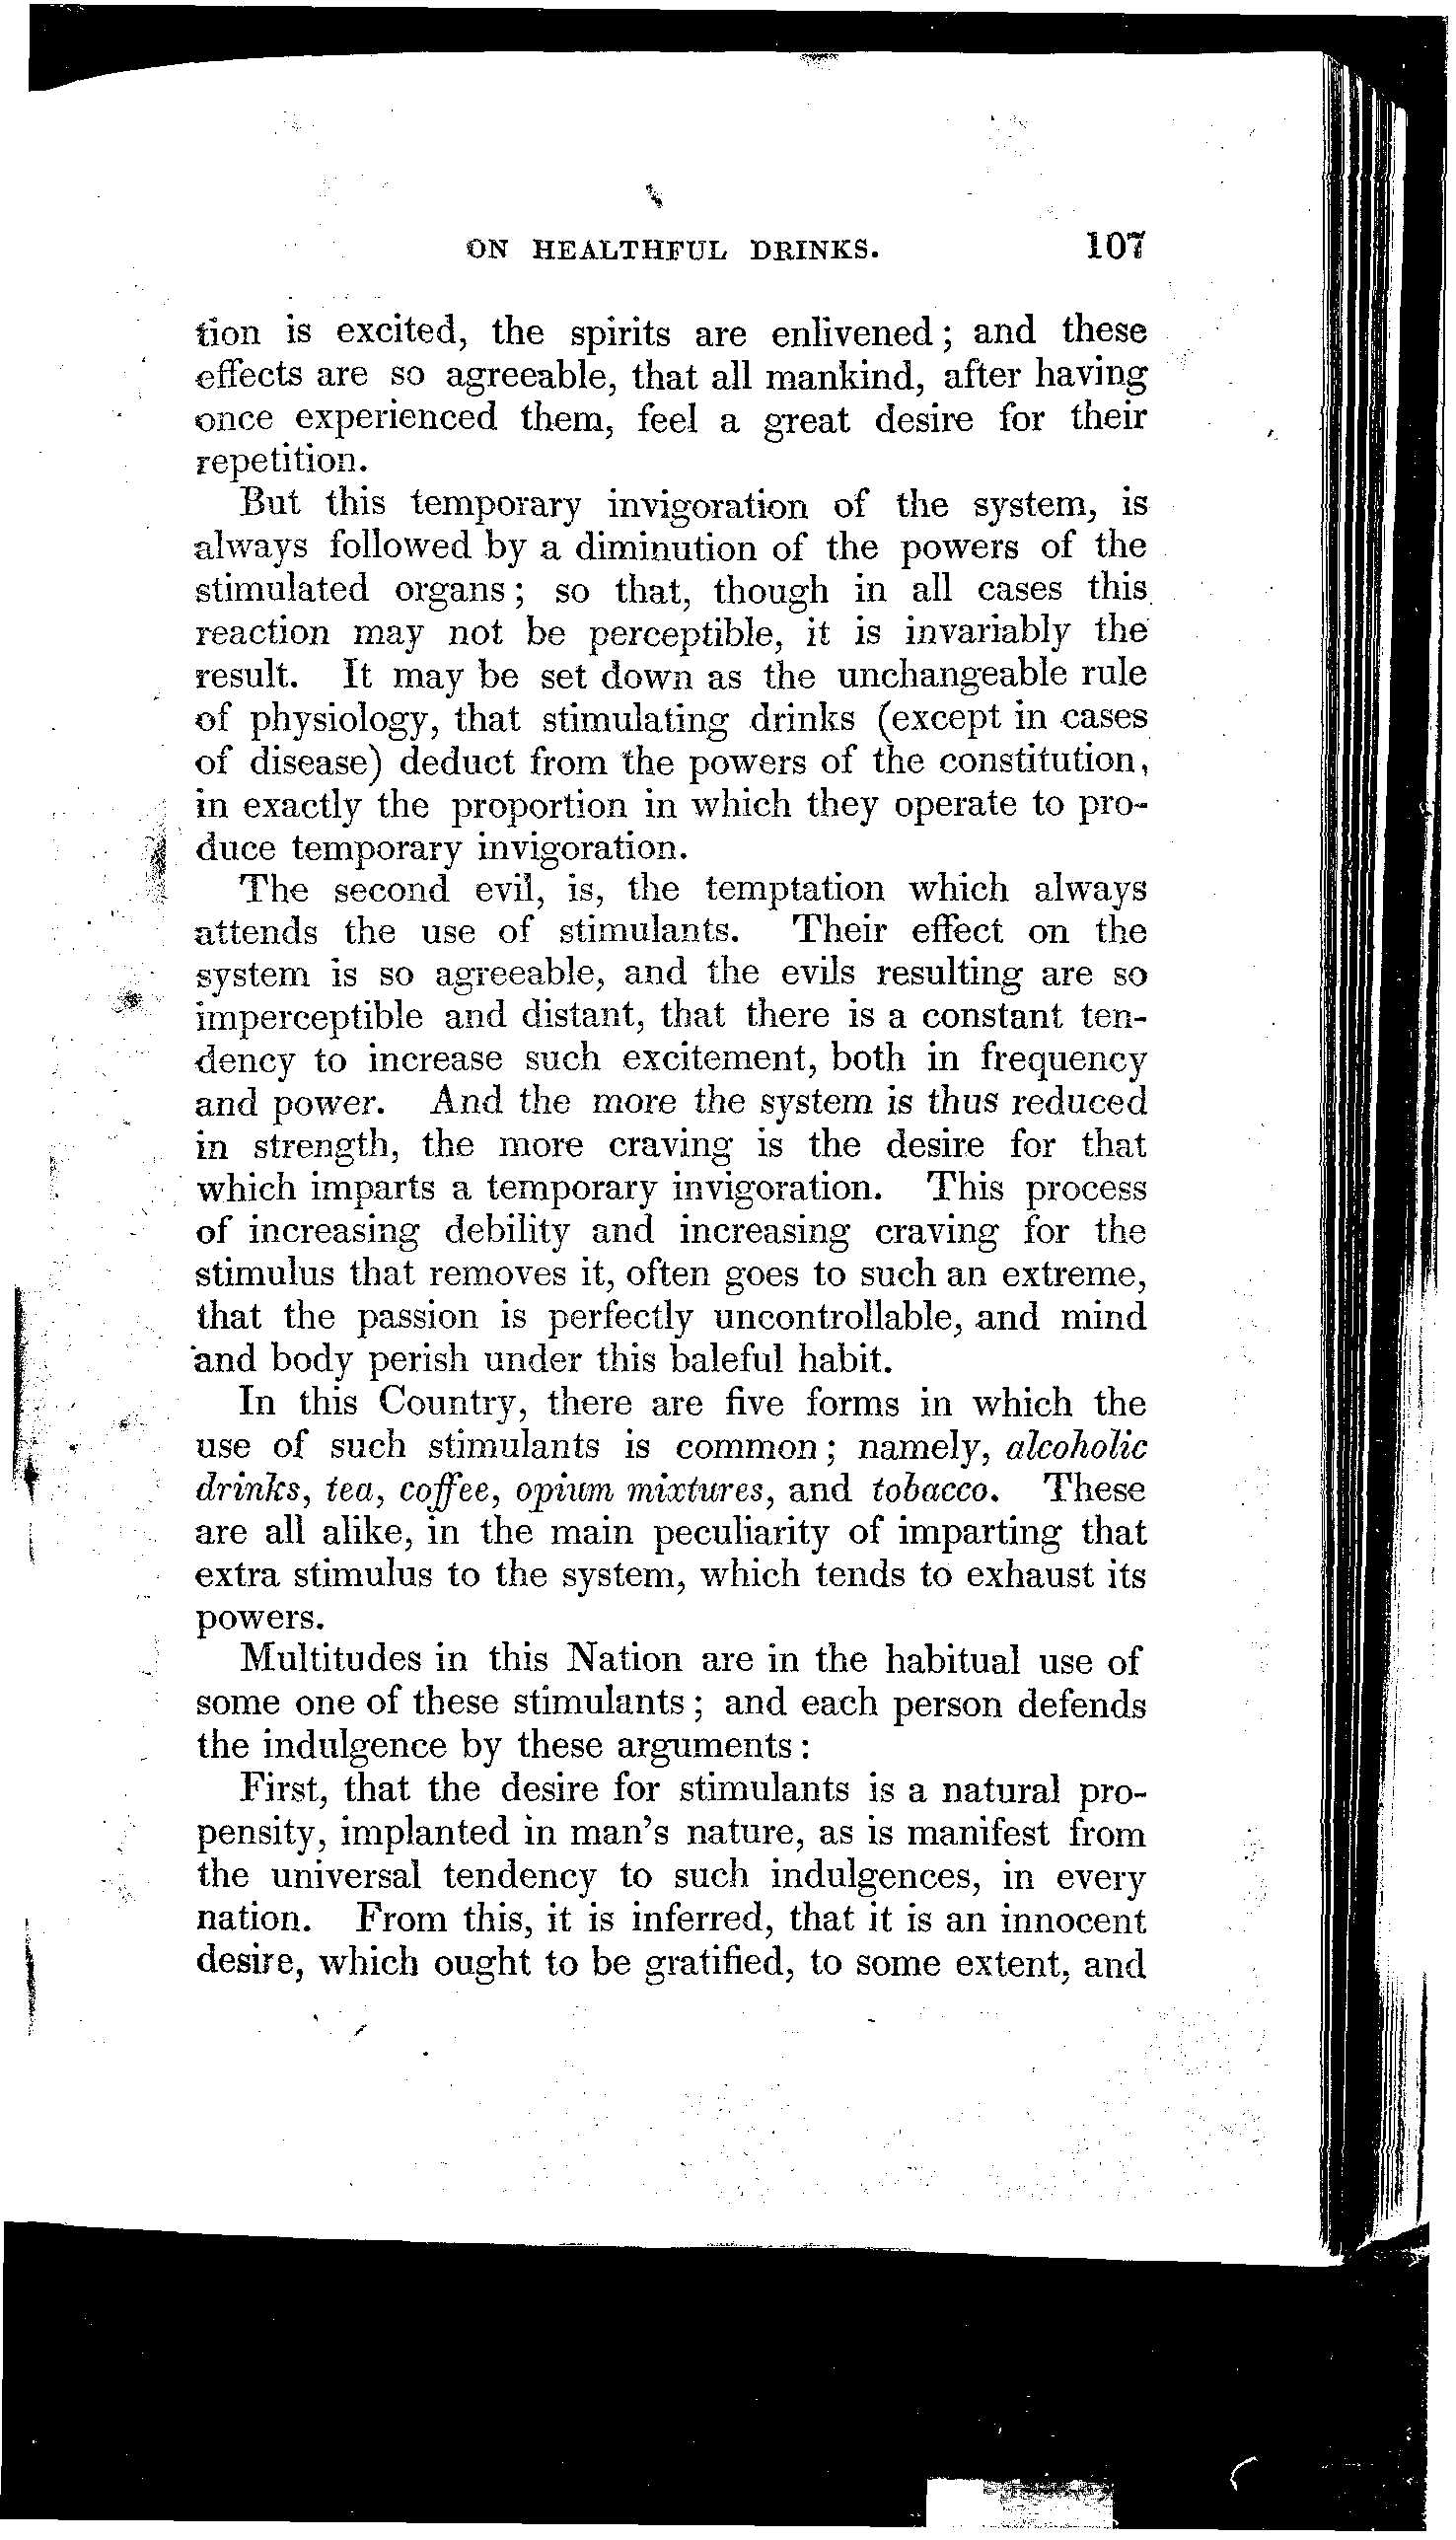 ON HEALTHFUL DRINKS. 107
tion is excited, the spirits are enlivened; and these
effects are so agreeable, that all mankind, after having
once experienced them, feel a great desire for their
repetition.
But this temporary invigoration of the system, is
always followed by a diminution of the powers of the
stimulated organs; so that, though in all cases this
reaction may not be perceptible, it is invariably the
result. It may be set down as the unchangeable rule
of physiology, that stimulating drinks (except in cases
of disease) deduct from the powers of the constitution,
in exactly the proportion in which they operate to pro-
duce temporary invigoration.
The second evil, is, the temptation which always
attends the use of stimulants. Their effect on the
system is so agreeable, and the evils resulting are so
imperceptible and distant, that there is a constant ten-
dency to increase such excitement, both in frequency
and power. And the more the system is thus reduced
in strength, the more craving is the desire for that
which imparts a temporary invigoration. This process
of increasing debility and increasing craving for the
stimulus that removes it, often goes to such an extreme,
that the passion is perfectly uncontrollable, and mind
and body perish under this baleful habit.
In this Country, there are five forms in which the
use of such stimulants is common; namely, alcoholic
drinks, tea, coffee, opium mixtures, and tobacco. These
are all alike, in the main peculiarity of imparting that
extra stimulus to the system, which tends to exhaust its
powers.
Multitudes in this Nation are in the habitual use of
some one of these stimulants; and each person defends
the indulgence by these arguments:
First, that the desire for stimulants is a natural pro-
pensity, implanted in man's nature, as is manifest from
the universal tendency to such indulgences, in every
nation. From this, it is inferred, that it is an innocent
desire, which ought to be gratified, to some extent, and